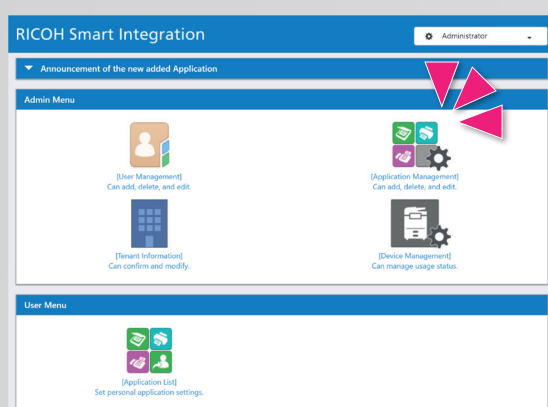 RICOH Smart Integration
Administrator
Announcement of the new added Application
Admin Menu
[User Management]
Can add, delete, and edit.
[Application Management]
Can add, delete, and edit.
[Tenant Information]
Can confirm and modify.
[Device Management]
Can manage usage status.
User Menu
[Application List]
Set personal application settings.